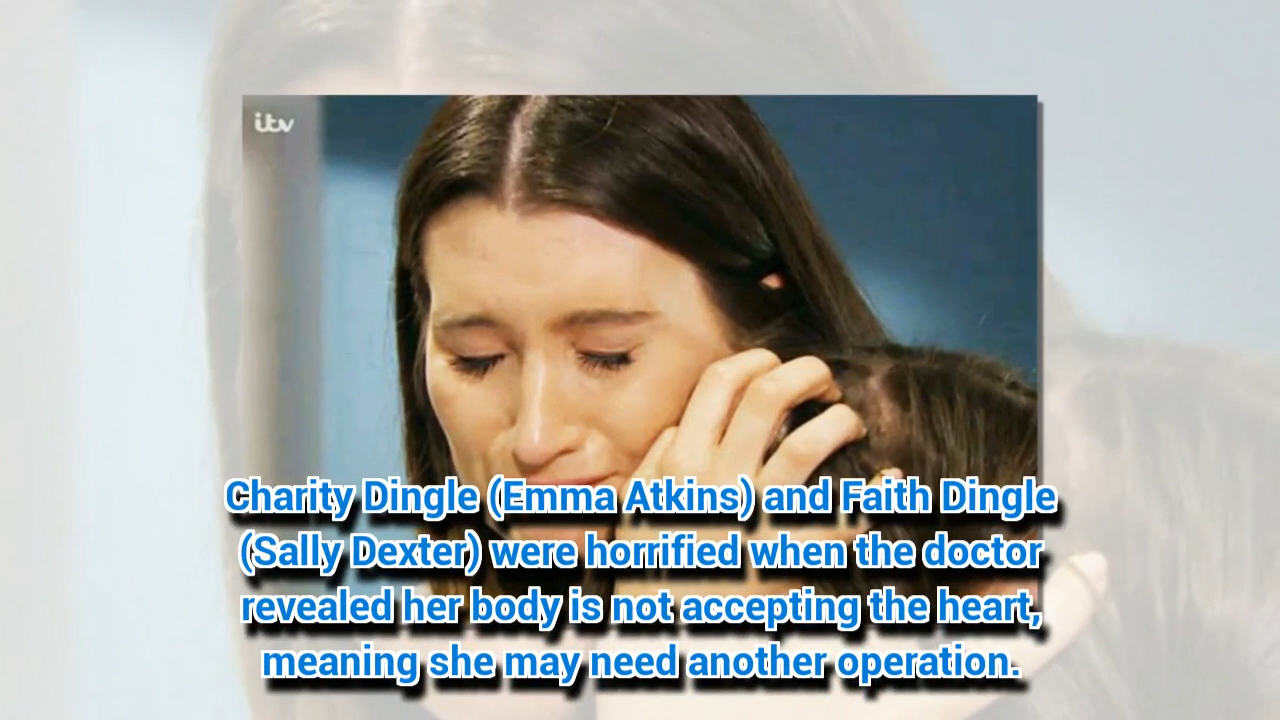 itv
Charity Dingle (Emma Atkins) and Faith Dingle
(Sally Dexter) were horrified when the doctor
revealed her body is not accepting the heart,
meaning she may need another operation.